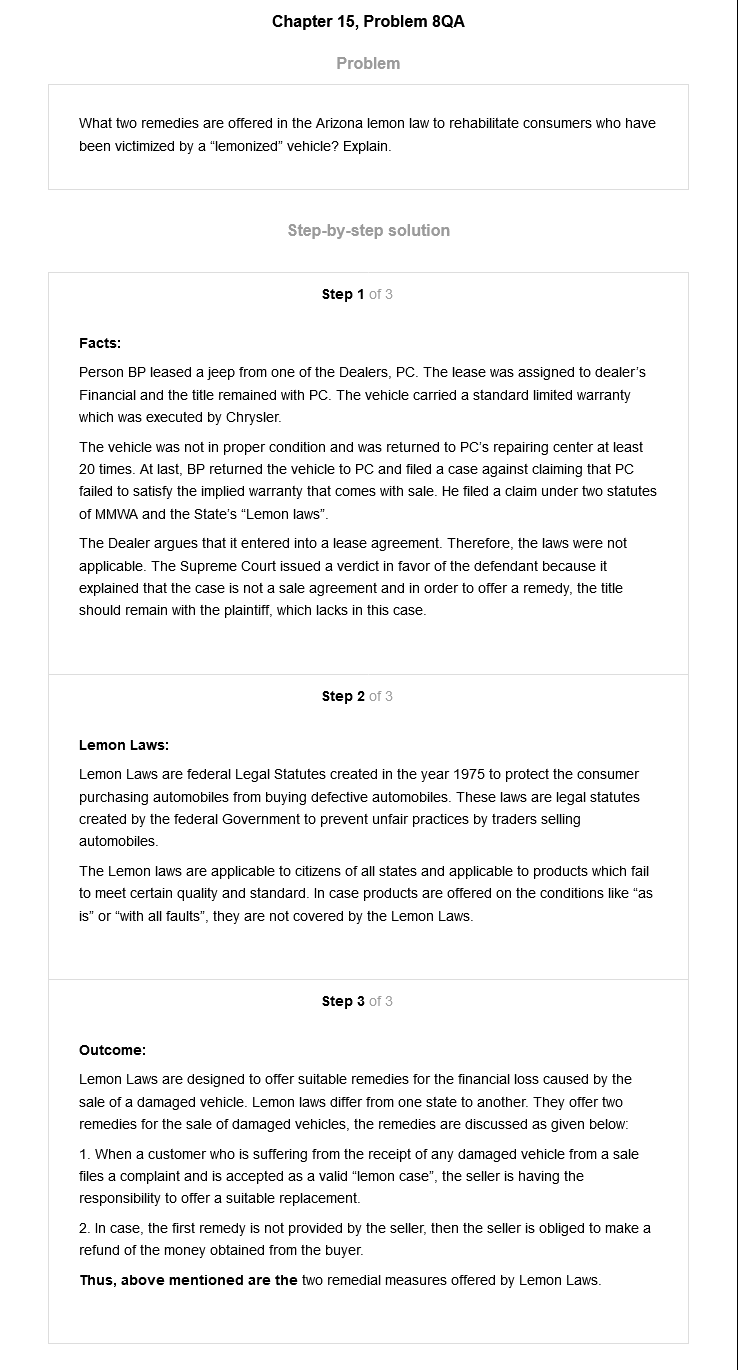 Chapter 15, Problem 8QA
Problem
What two remedies are offered in the Arizona lemon law to rehabilitate consumers who have
been victimized by a “lemonized” vehicle? Explain.
Step-by-step solution
Step 1 of 3
Facts:
Person BP leased a jeep from one of the Dealers, PC. The lease was assigned to dealer’s
Financial and the title remained with PC. The vehicle carried a standard limited warranty
which was executed by Chrysler.
The vehicle was not in proper condition and was returned to PC’s repairing center at least
20 times. At last, BP returned the vehicle to PC and filed a case against claiming that PC
failed to satisfy the implied warranty that comes with sale. He filed a claim under two statutes
of MMWA and the State’s “Lemon laws”.
The Dealer argues that it entered into a lease agreement. Therefore, the laws were not
applicable. The Supreme Court issued a verdict in favor of the defendant because it
explained that the case is not a sale agreement and in order to offer a remedy, the title
should remain with the plaintiff, which lacks in this case.
Step 2 of 3
Lemon Laws:
Lemon Laws are federal Legal Statutes created in the year 1975 to protect the consumer
purchasing automobiles from buying defective automobiles. These laws are legal statutes
created by the federal Government to prevent unfair practices by traders selling
automobiles.
The Lemon laws are applicable to citizens of all states and applicable to products which fail
to meet certain quality and standard. In case products are offered on the conditions like “as
is” or “with all faults”, they are not covered by the Lemon Laws.
Step 3 of 3
Outcome:
Lemon Laws are designed to offer suitable remedies for the financial loss caused by the
sale of a damaged vehicle. Lemon laws differ from one state to another. They offer two
remedies for the sale of damaged vehicles, the remedies are discussed as given below:
1. When a customer who is suffering from the receipt of any damaged vehicle from a sale
files a complaint and is accepted as a valid “lemon case”, the seller is having the
responsibility to offer a suitable replacement.
2. In case, the first remedy is not provided by the seller, then the seller is obliged to make a
refund of the money obtained from the buyer.
Thus, above mentioned are the two remedial measures offered by Lemon Laws.